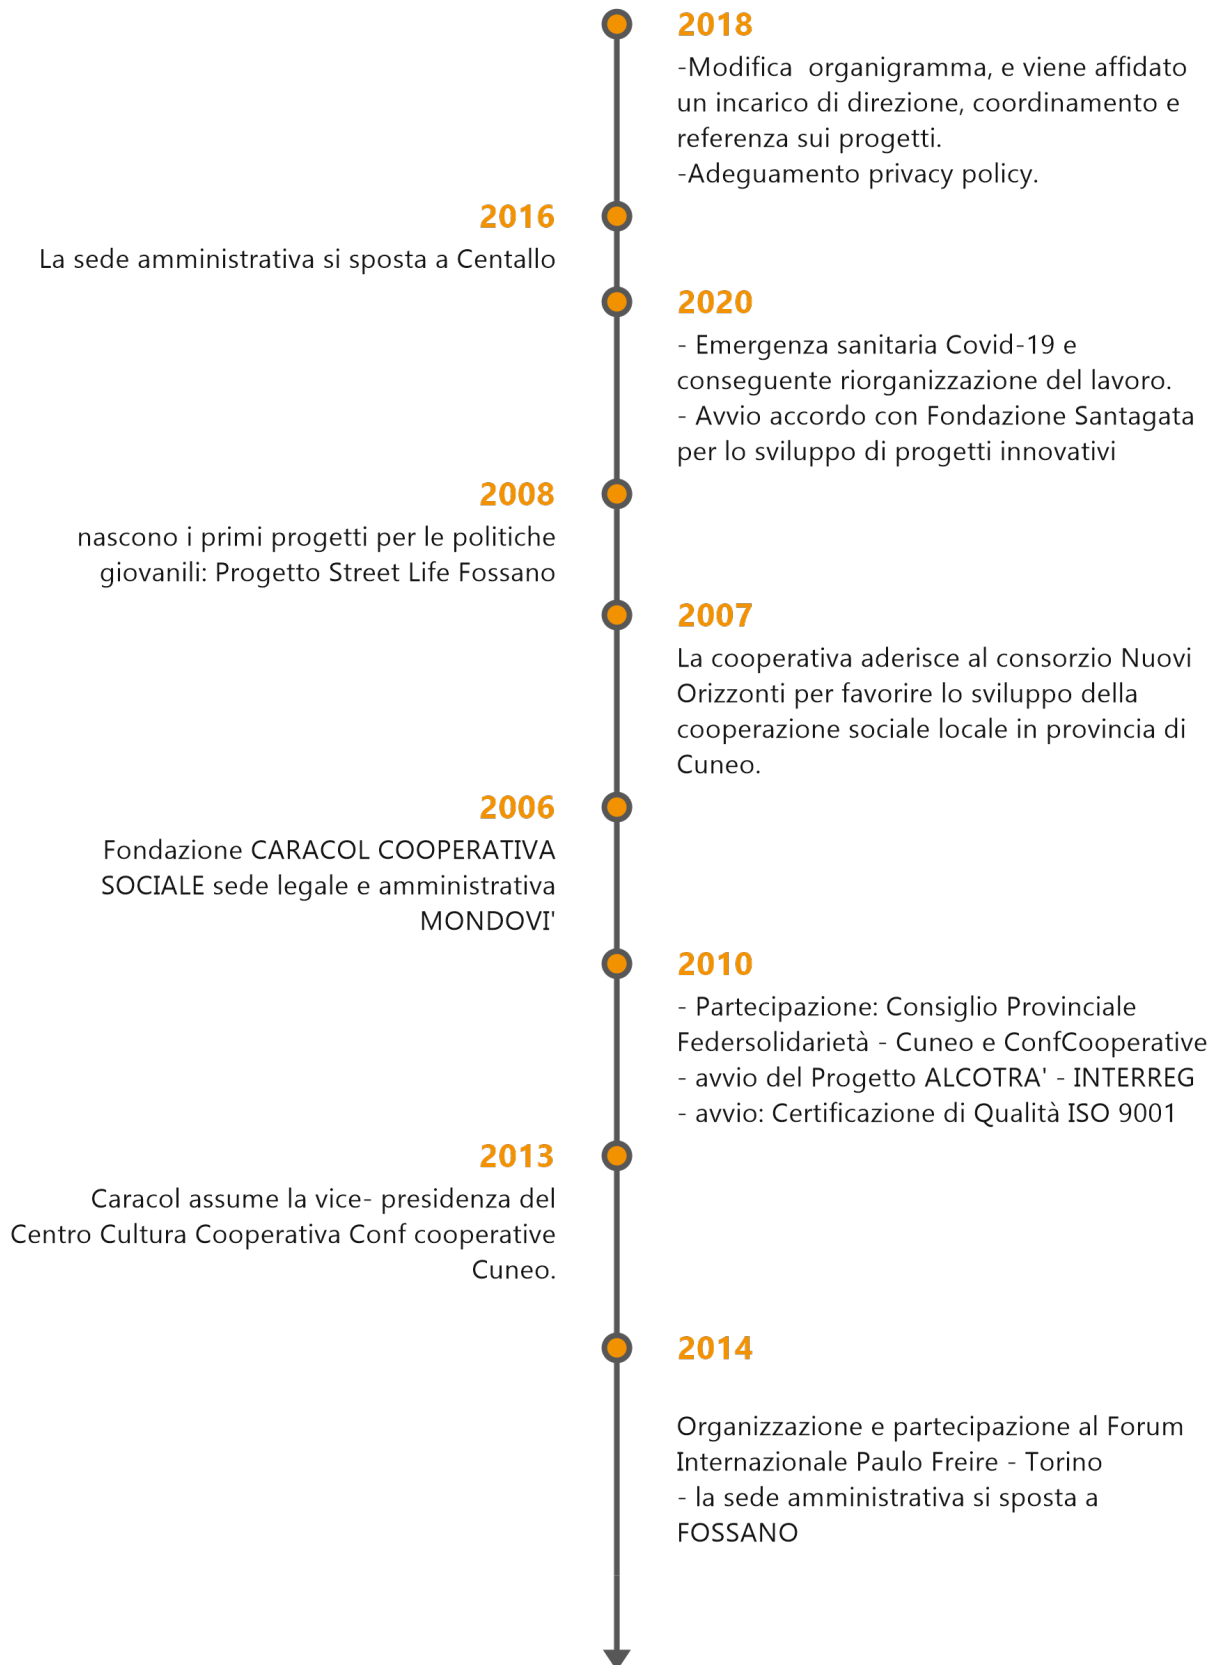 2018
-Modifica  organigramma, e viene affidato
un incarico di direzione, coordinamento e
referenza sui progetti.
-Adeguamento privacy policy.
2016
La sede amministrativa si sposta a Centallo
2020
- Emergenza sanitaria Covid-19 e
conseguente riorganizzazione del lavoro.
- Avvio accordo con Fondazione Santagata
per lo sviluppo di progetti innovativi
2008
nascono i primi progetti per le politiche
giovanili: Progetto Street Life Fossano
2007
La cooperativa aderisce al consorzio Nuovi
Orizzonti per favorire lo sviluppo della
cooperazione sociale locale in provincia di
Cuneo.
2006
Fondazione CARACOL COOPERATIVA
SOCIALE sede legale e amministrativa
MONDOVI'
2010
- Partecipazione: Consiglio Provinciale
Federsolidarietà - Cuneo e ConfCooperative
- avvio del Progetto ALCOTRA' - INTERREG
- avvio: Certificazione di Qualità ISO 9001
2013
Caracol assume la vice- presidenza del
Centro Cultura Cooperativa Conf cooperative
Cuneo.
2014
Organizzazione e partecipazione al Forum
Internazionale Paulo Freire - Torino
- la sede amministrativa si sposta a
FOSSANO